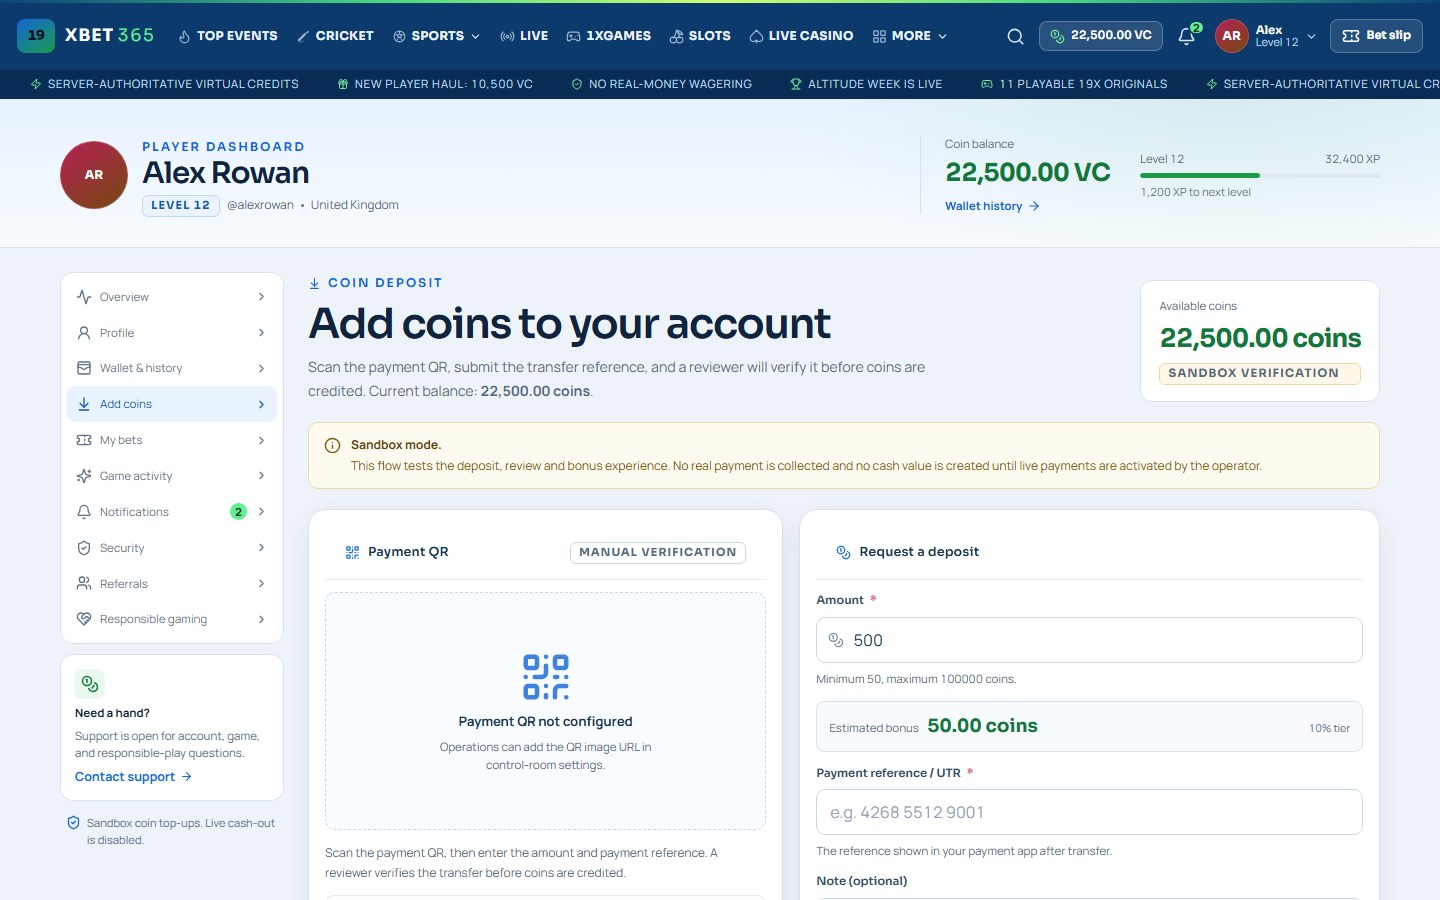 19 XBET 365 TOP EVENTS CRICKET SPORTS LIVE 1XGAMES SLOTS LIVE CASINO MORE 22,500.00 VC 2 AR Alex Level 12 Bet slip
SERVER-AUTHORITATIVE VIRTUAL CREDITS NEW PLAYER HAUL: 10,500 VC NO REAL-MONEY WAGERING ALTITUDE WEEK IS LIVE 11 PLAYABLE 19X ORIGINALS SERVER-AUTHORITATIVE VIRTUAL CR
AR
PLAYER DASHBOARD
Alex Rowan
LEVEL 12 @alexrowan • United Kingdom
Coin balance
22,500.00 VC
Wallet history
Level 12 32,400 XP
1,200 XP to next level
Overview
Profile
Wallet & history
Add coins
My bets
Game activity
Notifications 2
Security
Referrals
Responsible gaming
Need a hand?
Support is open for account, game,
and responsible-play questions.
Contact support
Sandbox coin top-ups. Live cash-out
is disabled.
COIN DEPOSIT
Add coins to your account
Scan the payment QR, submit the transfer reference, and a reviewer will verify it before coins are
credited. Current balance: 22,500.00 coins.
Available coins
22,500.00 coins
SANDBOX VERIFICATION
Sandbox mode.
This flow tests the deposit, review and bonus experience. No real payment is collected and no cash value is created until live payments are activated by the operator.
Payment QR MANUAL VERIFICATION
Payment QR not configured
Operations can add the QR image URL in
control-room settings.
Scan the payment QR, then enter the amount and payment reference. A
reviewer verifies the transfer before coins are credited.
Request a deposit
Amount *
500
Minimum 50, maximum 100000 coins.
Estimated bonus 50.00 coins 10% tier
Payment reference / UTR *
e.g. 4268 5512 9001
The reference shown in your payment app after transfer.
Note (optional)